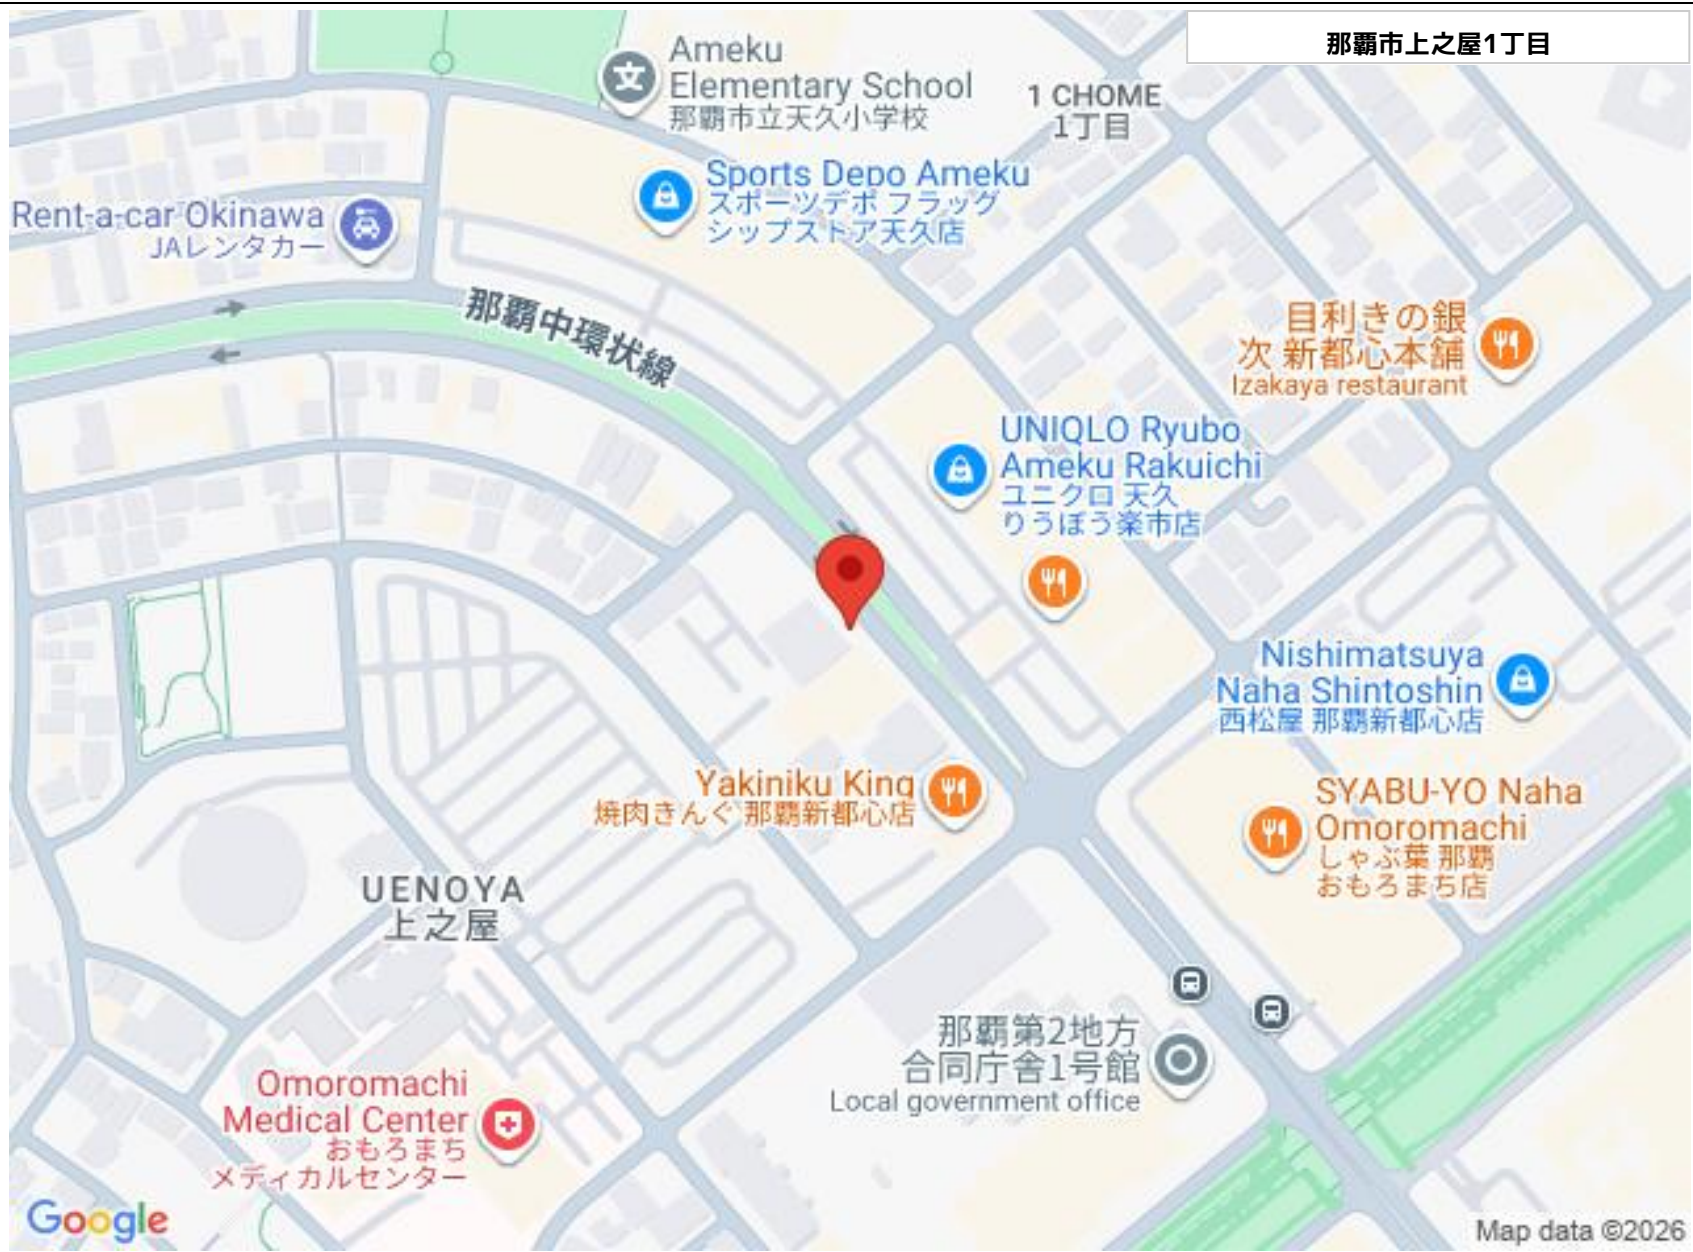 那覇市上之屋1丁目
Ameku
Elementary School
那覇市立天久小学校
1 CHOME
1丁目
Sports Depo Ameku
スポーツデポ フラッグ
シップストア天久店
Rent-a-car Okinawa
JAレンタカー
那覇中環状線
目利きの銀
次 新都心本舗
Izakaya restaurant
UNIQLO Ryubo
Ameku Rakuichi
ユニクロ 天久
りうぼう楽市店
Nishimatsuya
Naha Shintoshin
西松屋 那覇新都心店
Yakiniku King
焼肉きんぐ 那覇新都心店
SYABU-YO Naha
Omoromachi
しゃぶ葉 那覇
おもろまち店
UENOYA
上之屋
那覇第2地方
合同庁舎1号館
Local government office
Omoromachi
Medical Center
おもろまち
メディカルセンター
Google
Map data ©2026